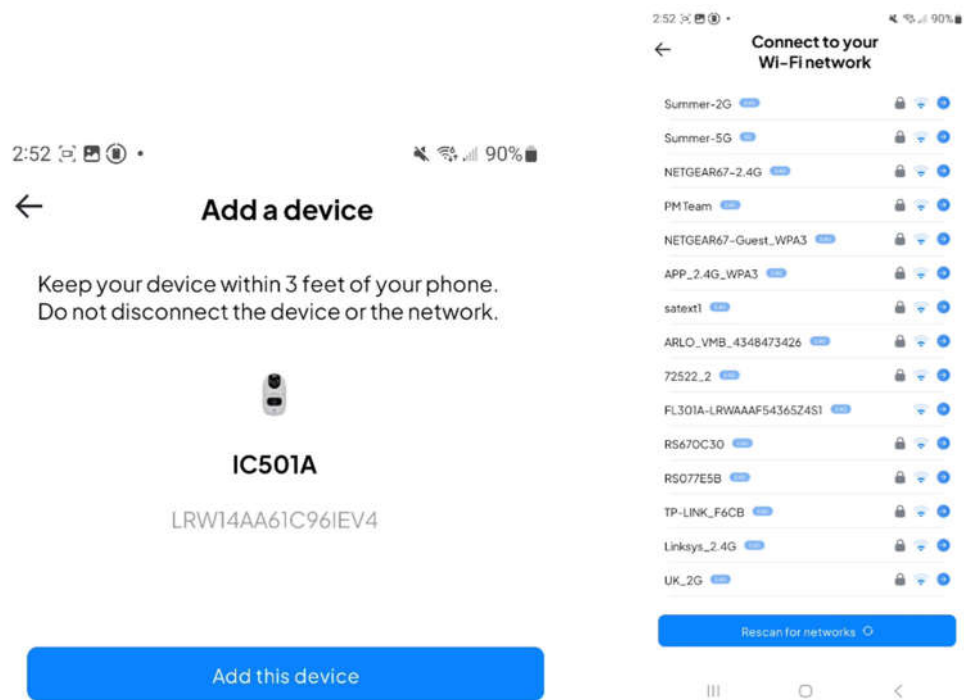 2:52
90%
Add a device
Keep your device within 3 feet of your phone.
Do not disconnect the device or the network.
IC501A
LRW14AA61C96IEV4
Add this device
2:52
90%
Connect to your
Wi-Fi network
Summer-2G
Summer-5G
NETGEAR67-2.4G
PM Team
NETGEAR67-Guest_WPA3
APP_2.4G_WPA3
satext1
ARLO_VMB_4348473426
72522_2
FL301A-LRWAAAF54365Z4S1
RS670C30
RS077E5B
TP-LINK_F6CB
Linksys_2.4G
UK_2G
Rescan for networks